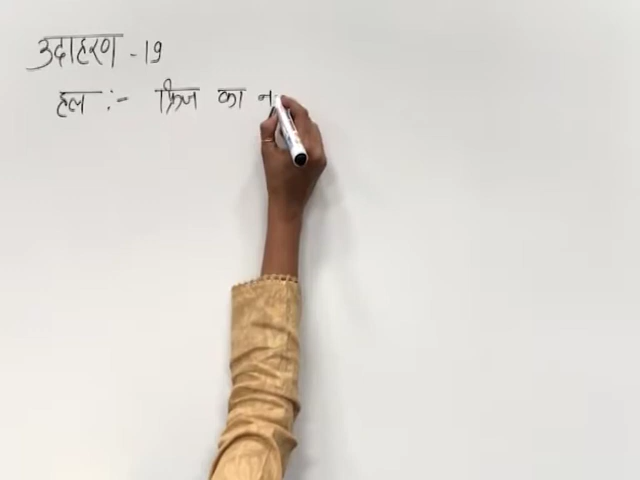 उदाहरण - 19
हल :- फ्रिज का